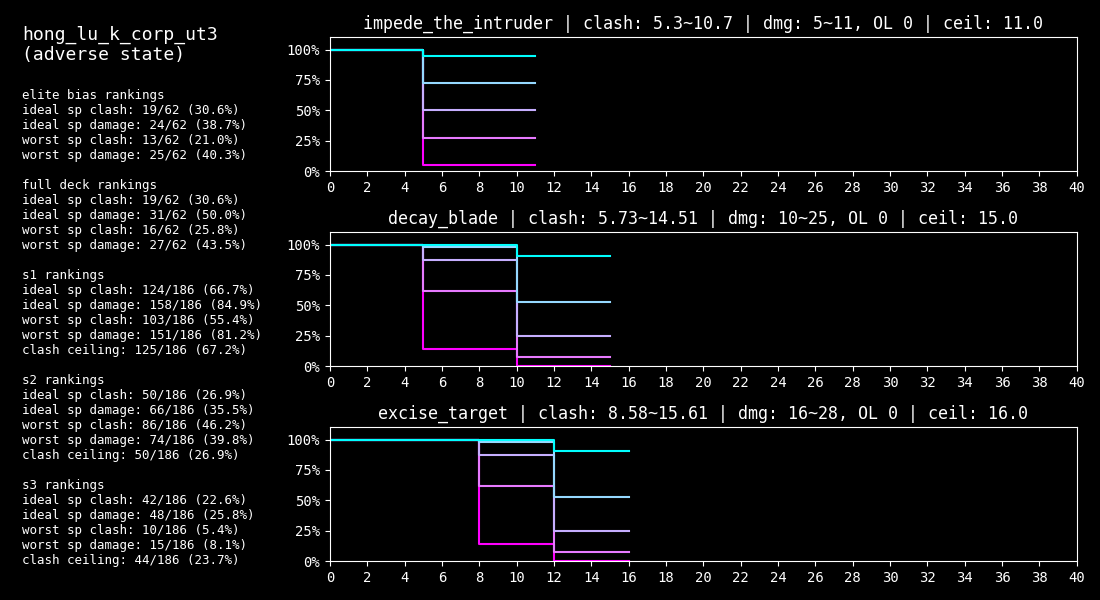 hong_lu_k_corp_ut3
(adverse state)
elite bias rankings
ideal sp clash: 19/62 (30.6%)
ideal sp damage: 24/62 (38.7%)
worst sp clash: 13/62 (21.0%)
worst sp damage: 25/62 (40.3%)
full deck rankings
ideal sp clash: 19/62 (30.6%)
ideal sp damage: 31/62 (50.0%)
worst sp clash: 16/62 (25.8%)
worst sp damage: 27/62 (43.5%)
s1 rankings
ideal sp clash: 124/186 (66.7%)
ideal sp damage: 158/186 (84.9%)
worst sp clash: 103/186 (55.4%)
worst sp damage: 151/186 (81.2%)
clash ceiling: 125/186 (67.2%)
s2 rankings
ideal sp clash: 50/186 (26.9%)
ideal sp damage: 66/186 (35.5%)
worst sp clash: 86/186 (46.2%)
worst sp damage: 74/186 (39.8%)
clash ceiling: 50/186 (26.9%)
s3 rankings
ideal sp clash: 42/186 (22.6%)
ideal sp damage: 48/186 (25.8%)
worst sp clash: 10/186 (5.4%)
worst sp damage: 15/186 (8.1%)
clash ceiling: 44/186 (23.7%)
impede_the_intruder | clash: 5.3~10.7 | dmg: 5~11, OL 0 | ceil: 11.0
100%
75%
50%
25%
0%
0 2 4 6 8 10 12 14 16 18 20 22 24 26 28 30 32 34 36 38 40
decay_blade | clash: 5.73~14.51 | dmg: 10~25, OL 0 | ceil: 15.0
100%
75%
50%
25%
0%
0 2 4 6 8 10 12 14 16 18 20 22 24 26 28 30 32 34 36 38 40
excise_target | clash: 8.58~15.61 | dmg: 16~28, OL 0 | ceil: 16.0
100%
75%
50%
25%
0%
0 2 4 6 8 10 12 14 16 18 20 22 24 26 28 30 32 34 36 38 40